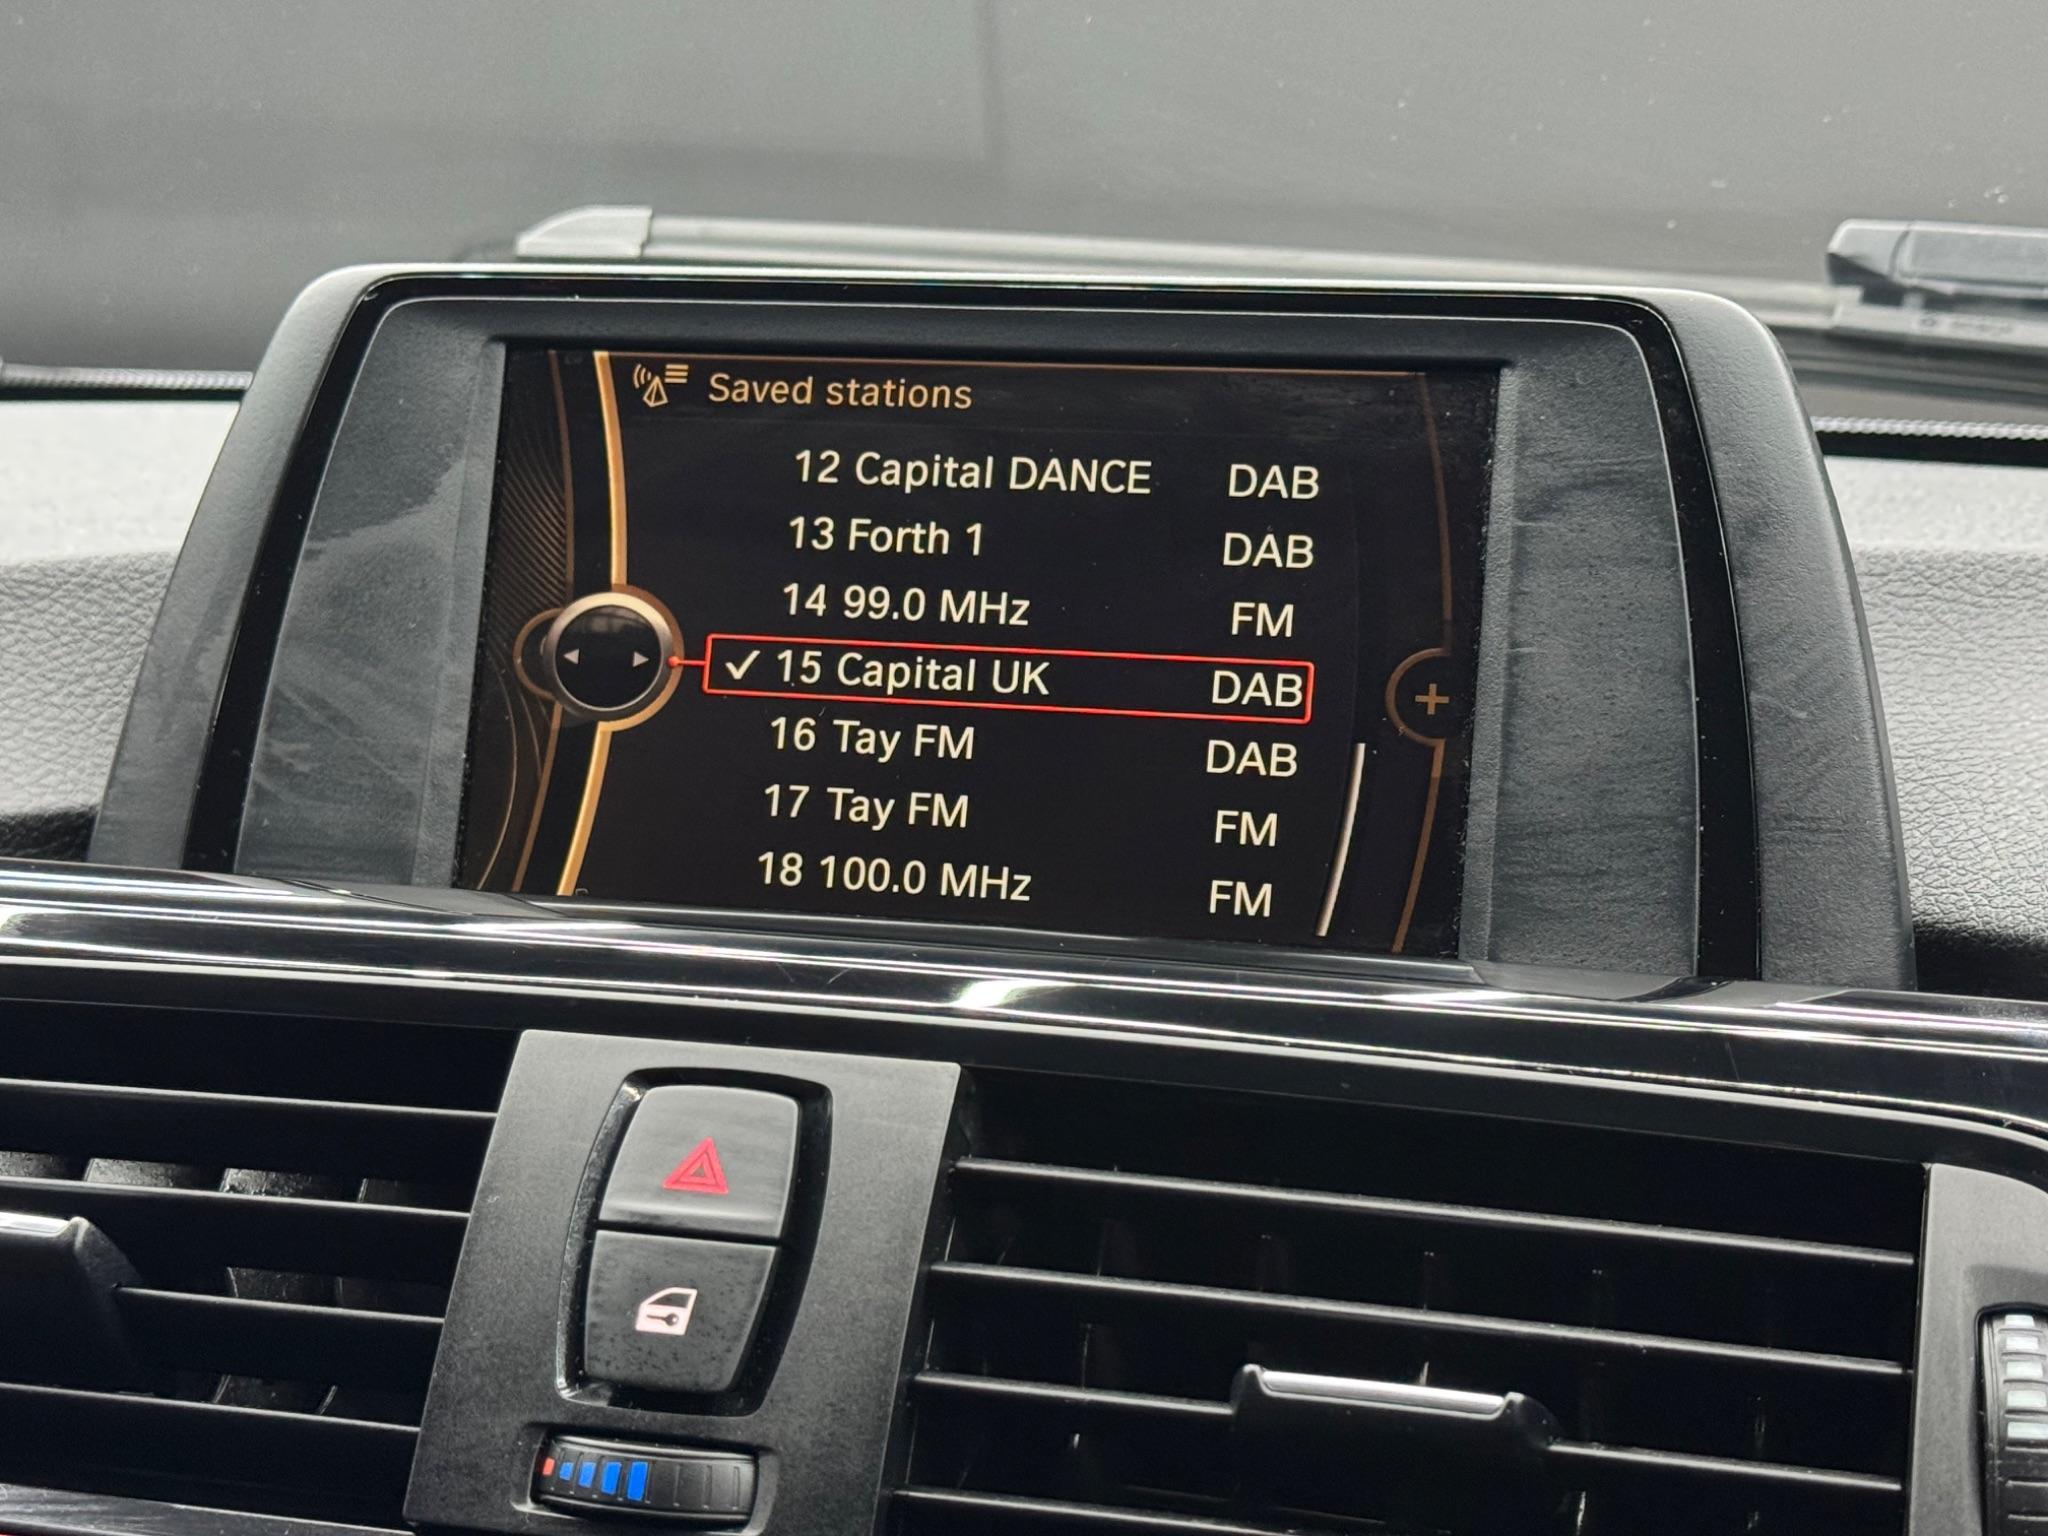 Saved stations
12 Capital DANCE DAB
13 Forth 1 DAB
14 99.0 MHz FM
✓ 15 Capital UK DAB
16 Tay FM DAB
17 Tay FM FM
18 100.0 MHz FM